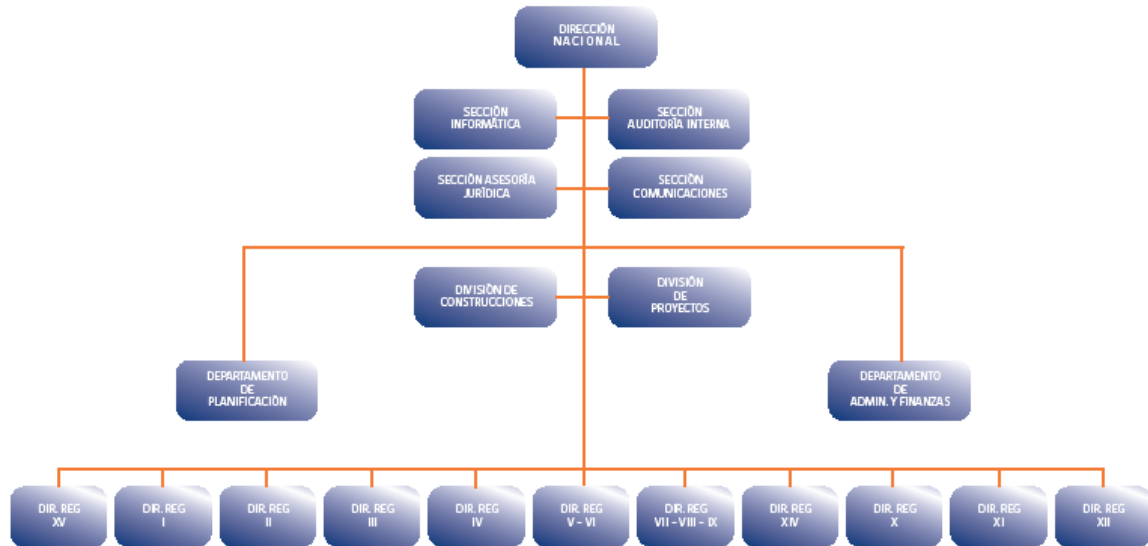 DIRECCIÓN
NACIONAL
SECCIÓN
INFORMÁTICA
SECCIÓN
AUDITORÍA INTERNA
SECCIÓN ASESORÍA
JURÍDICA
SECCIÓN
COMUNICACIONES
DIVISIÓN DE
CONSTRUCCIONES
DIVISIÓN
DE
PROYECTOS
DEPARTAMENTO
DE
PLANIFICACIÓN
DEPARTAMENTO
DE
ADMIN. Y FINANZAS
DIR. REG
XV
DIR. REG
I
DIR. REG
II
DIR. REG
III
DIR. REG
IV
DIR. REG
V - VI
DIR. REG
VII - VIII - IX
DIR. REG
XIV
DIR. REG
X
DIR. REG
XI
DIR. REG
XII